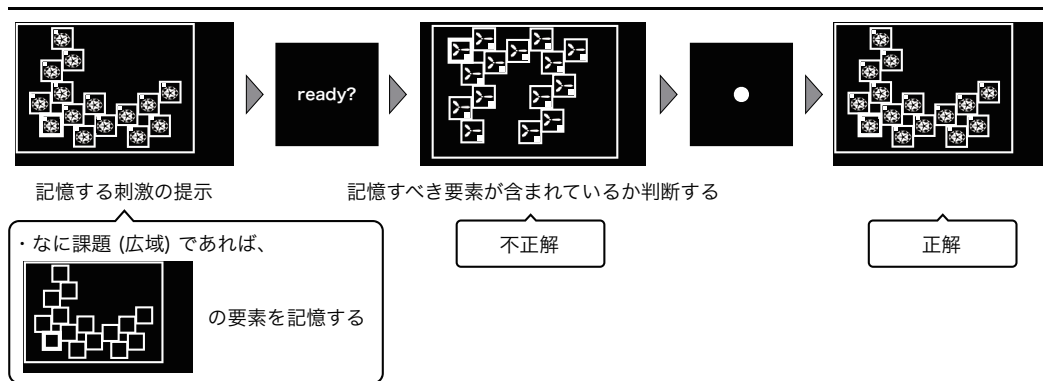 ready?
記憶する刺激の提示
記憶すべき要素が含まれているか判断する
不正解
正解
・なに課題 (広域) であれば、
の要素を記憶する